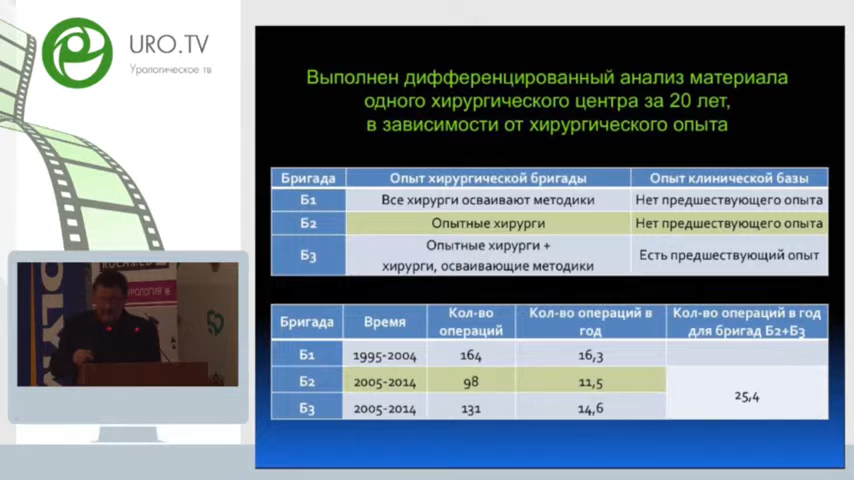 URO.TV
Урологическое тв
Выполнен дифференцированный анализ материала
одного хирургического центра за 20 лет,
в зависимости от хирургического опыта
Бригада Опыт хирургической бригады Опыт клинической базы
Б1 Все хирурги осваивают методики Нет предшествующего опыта
Б2 Опытные хирурги Нет предшествующего опыта
Б3 Опытные хирурги +
хирурги, осваивающие методики Есть предшествующий опыт
Бригада Время Кол-во
операций Кол-во операций в
год Кол-во операций в год
для бригад Б2+Б3
Б1 1995-2004 164 16,3
Б2 2005-2014 98 11,5
Б3 2005-2014 131 14,6
25,4
OLYM
УРОЛОГИЯ